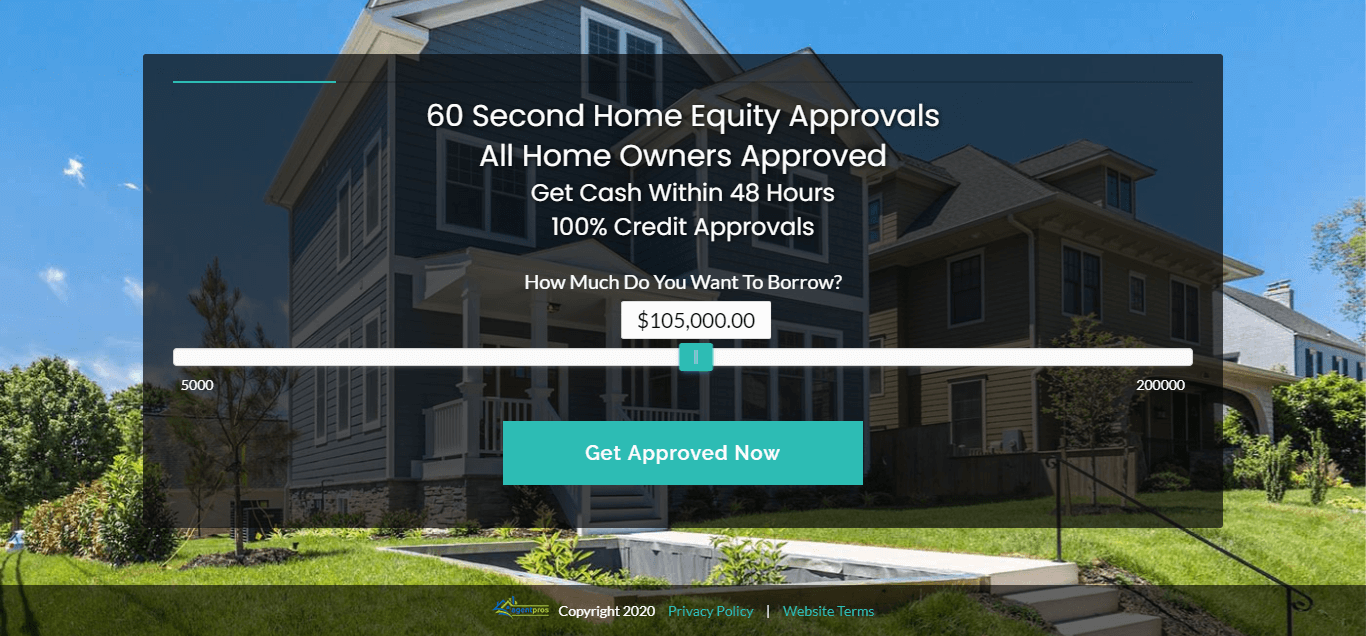 60 Second Home Equity Approvals
All Home Owners Approved
Get Cash Within 48 Hours
100% Credit Approvals
How Much Do You Want To Borrow?
$105,000.00
5000 200000
Get Approved Now
agentpros Copyright 2020 Privacy Policy | Website Terms